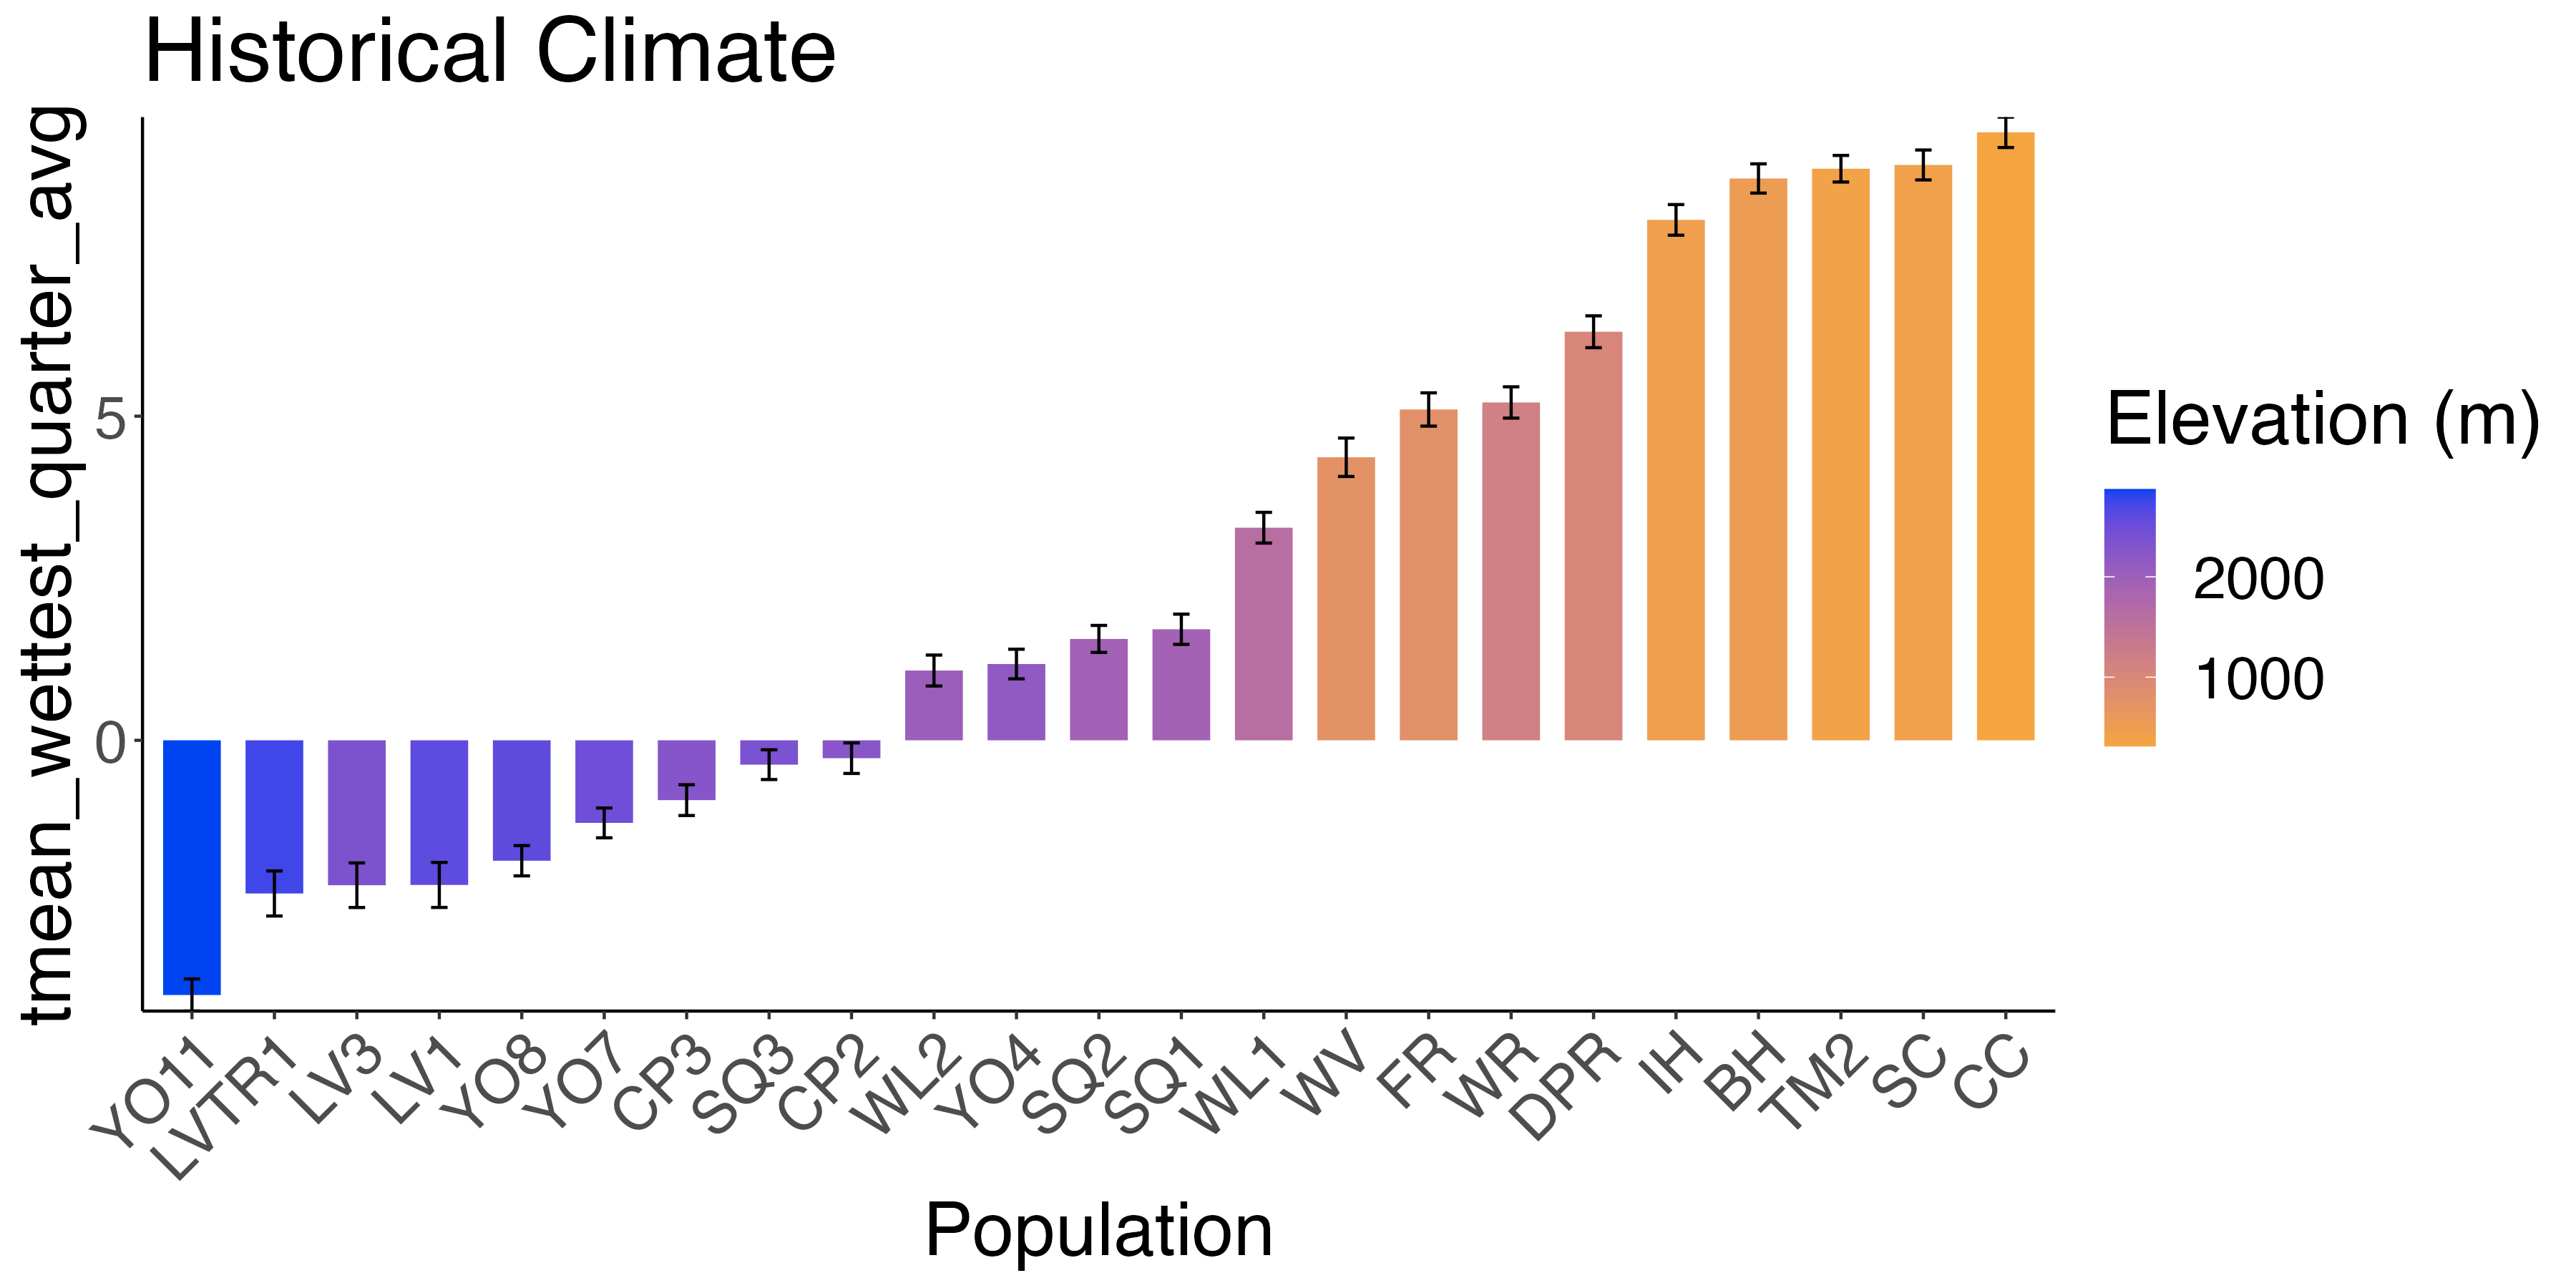 Historical Climate
tmean_wettest_quarter_avg
5
0
YO11
LVTR1
LV3
LV1
YO8
YO7
CP3
SQ3
CP2
WL2
YO4
SQ2
SQ1
WL1
WV
FR
WR
DPR
IH
BH
TM2
SC
CC
Population
Elevation (m)
2000
1000